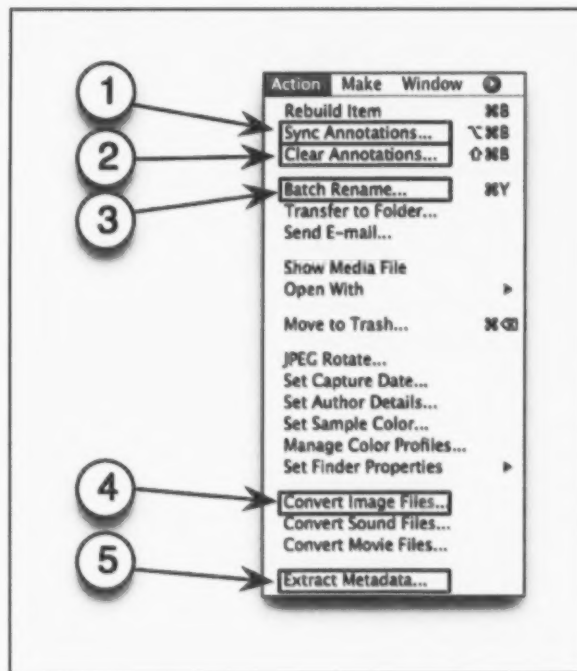 Action Make Window
Rebuild Item ⌘B
1 Sync Annotations... ⌥⌘B
2 Clear Annotations... ⇧⌘B
3 Batch Rename... ⌘Y
Transfer to Folder...
Send E-mail...
Show Media File
Open With ▶
Move to Trash... ⌘⌫
JPEG Rotate...
Set Capture Date...
Set Author Details...
Set Sample Color...
Manage Color Profiles...
Set Finder Properties ▶
4 Convert Image Files...
Convert Sound Files...
Convert Movie Files...
5 Extract Metadata...